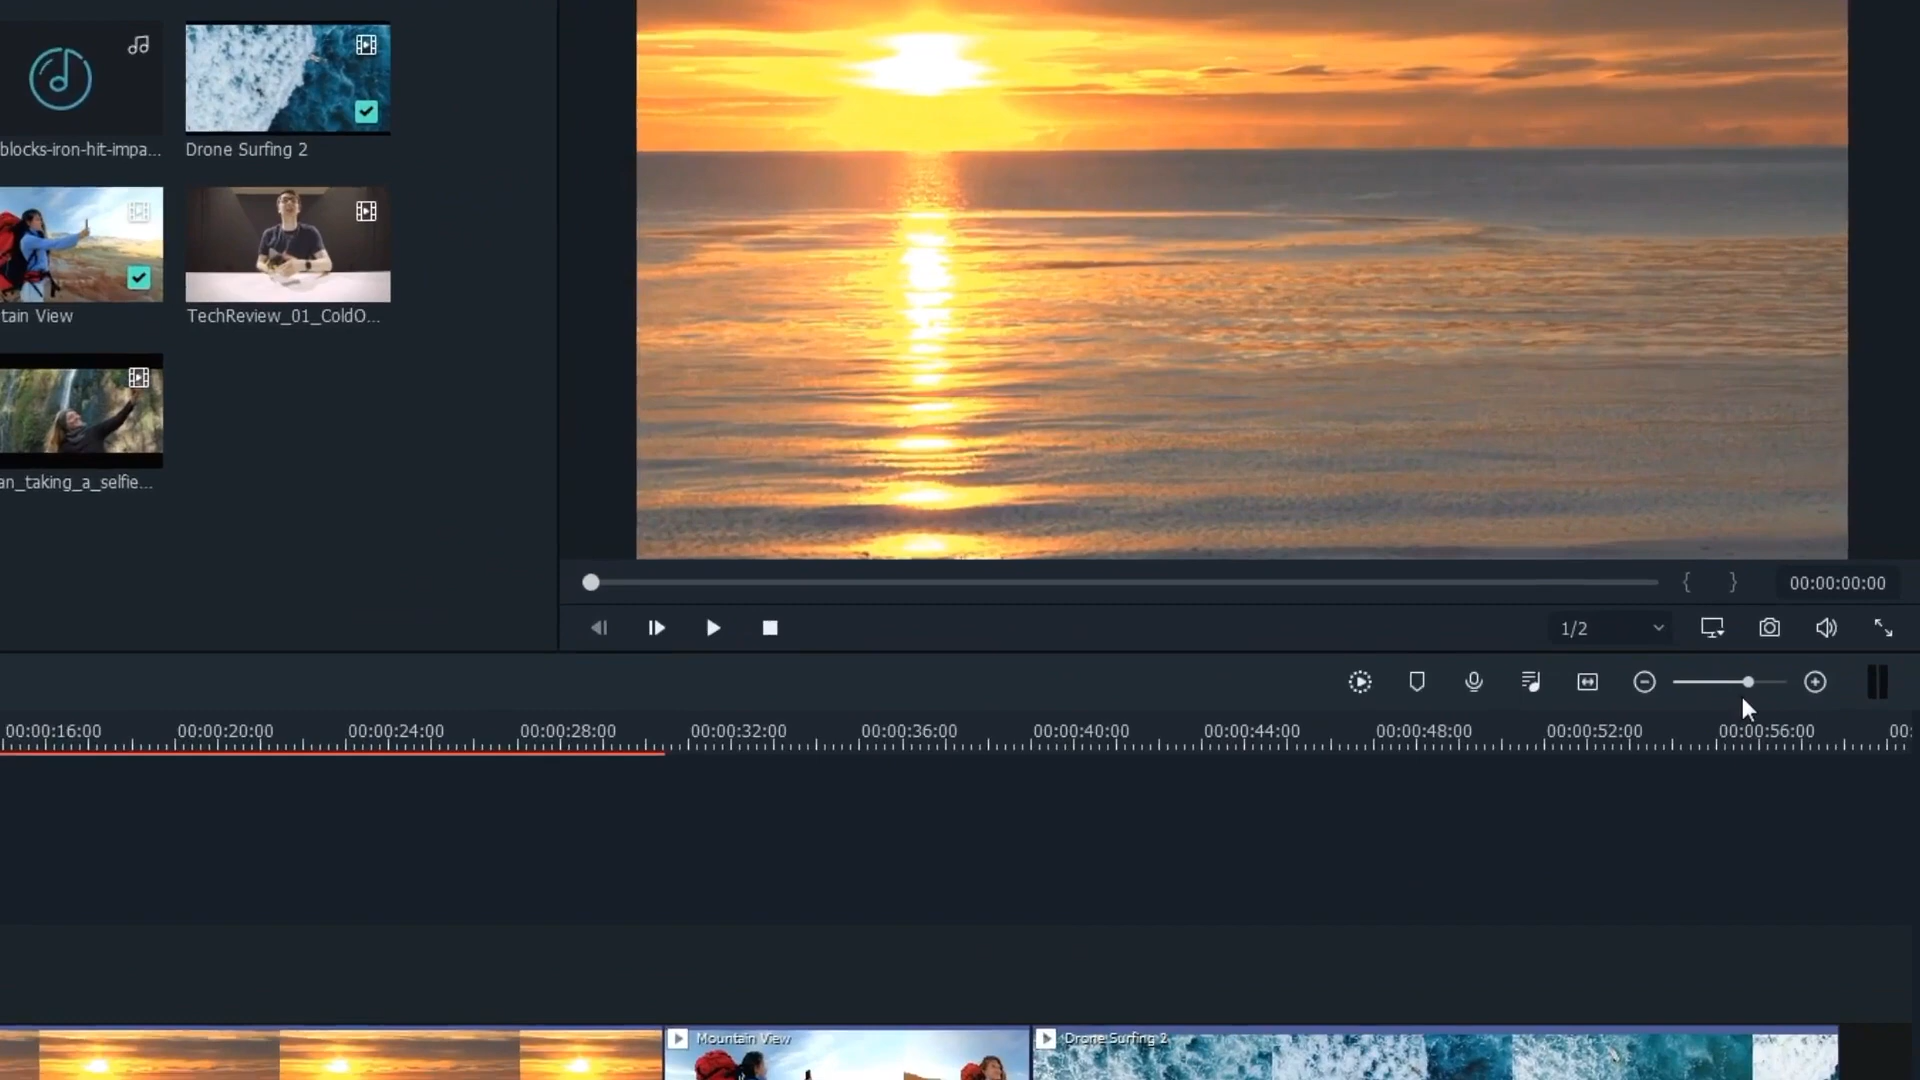 blocks-iron-hit-impa...
Drone Surfing 2
tain View
TechReview_01_ColdO...
an_taking_a_selfie...
{ } 00:00:00:00
1/2
00:00:16:00 00:00:20:00 00:00:24:00 00:00:28:00 00:00:32:00 00:00:36:00 00:00:40:00 00:00:44:00 00:00:48:00 00:00:52:00 00:00:56:00 00:
Mountain View
Drone Surfing 2